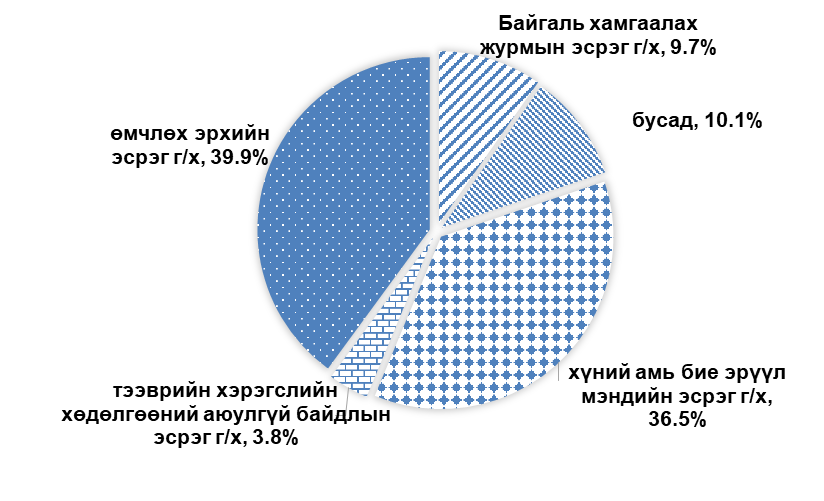 Байгаль хамгаалах
журмын эсрэг г/х, 9.7%
бусад, 10.1%
өмчлөх эрхийн
эсрэг г/х, 39.9%
хүний амь бие эрүүл
мэндийн эсрэг г/х,
36.5%
тээврийн хэрэгслийн
хөдөлгөөний аюулгүй байдлын
эсрэг г/х, 3.8%